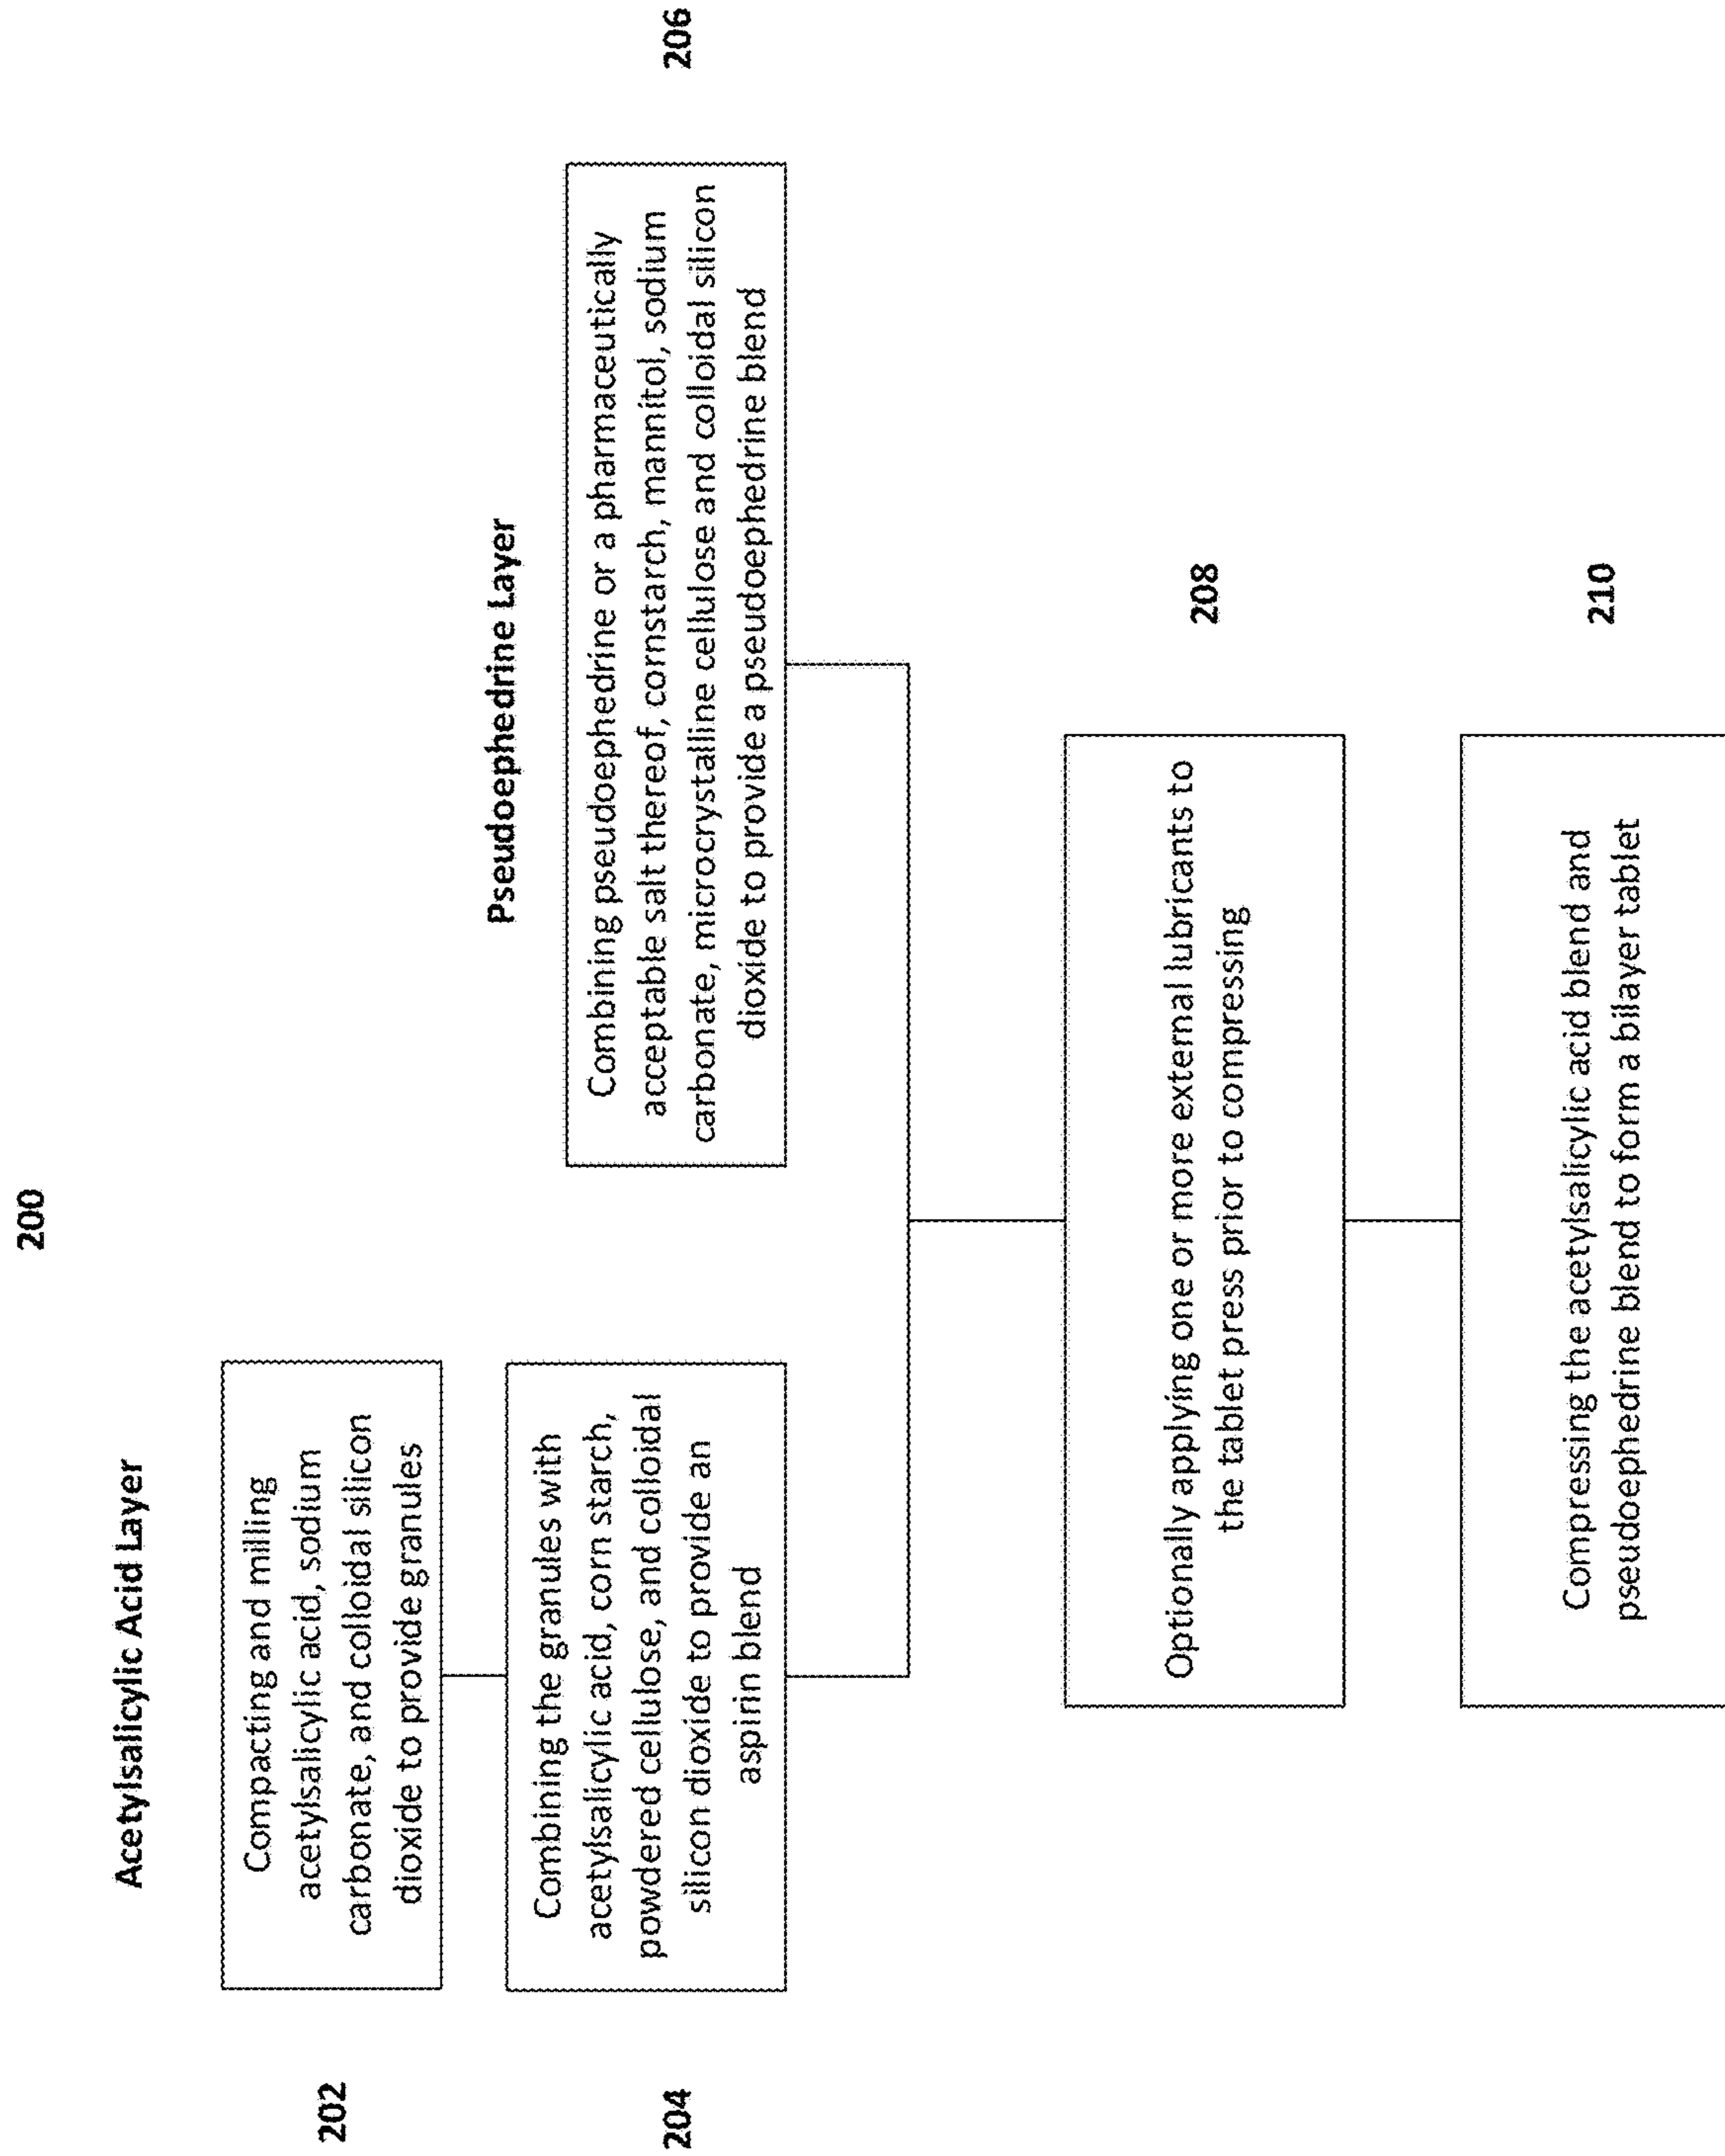 200
Acetylsalicylic Acid Layer
202
Compacting and milling
acetylsalicylic acid, sodium
carbonate, and colloidal silicon
dioxide to provide granules
Pseudoephedrine Layer
204
Combining the granules with
acetylsalicylic acid, corn starch,
powdered cellulose, and colloidal
silicon dioxide to provide an
aspirin blend
Combining pseudoephedrine or a pharmaceutically
acceptable salt thereof, cornstarch, mannitol, sodium
carbonate, microcrystalline cellulose and colloidal silicon
dioxide to provide a pseudoephedrine blend
206
Optionally applying one or more external lubricants to
the tablet press prior to compressing
208
Compressing the acetylsalicylic acid blend and
pseudoephedrine blend to form a bilayer tablet
210